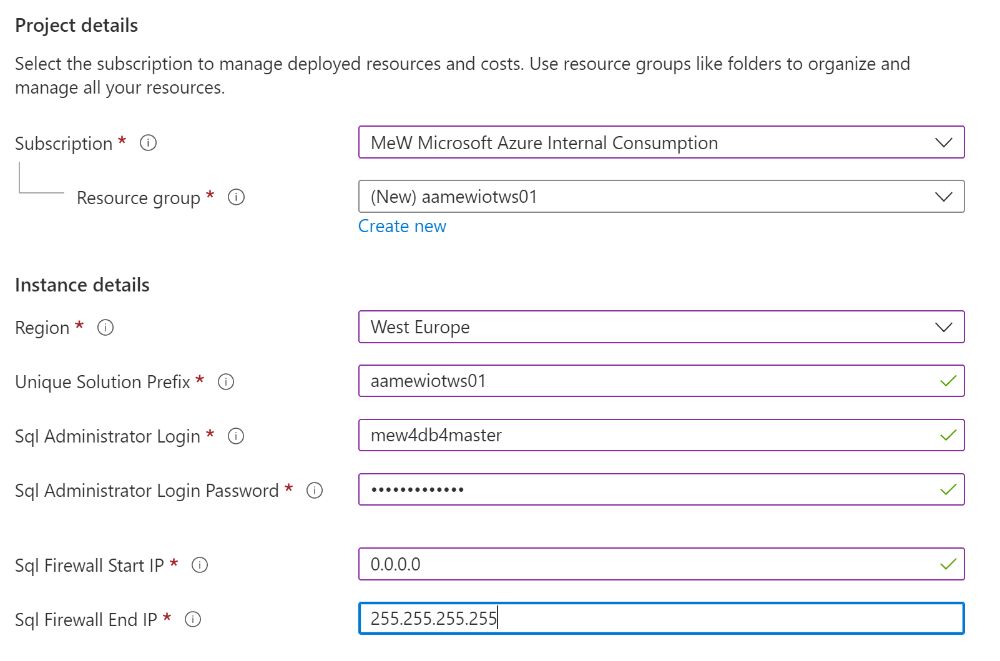 Project details
Select the subscription to manage deployed resources and costs. Use resource groups like folders to organize and
manage all your resources.
Subscription *
MeW Microsoft Azure Internal Consumption
Resource group *
(New) aamewiotws01
Create new
Instance details
Region *
West Europe
Unique Solution Prefix *
aamewiotws01
Sql Administrator Login *
mew4db4master
Sql Administrator Login Password *
•••••••••••••
Sql Firewall Start IP *
0.0.0.0
Sql Firewall End IP *
255.255.255.255